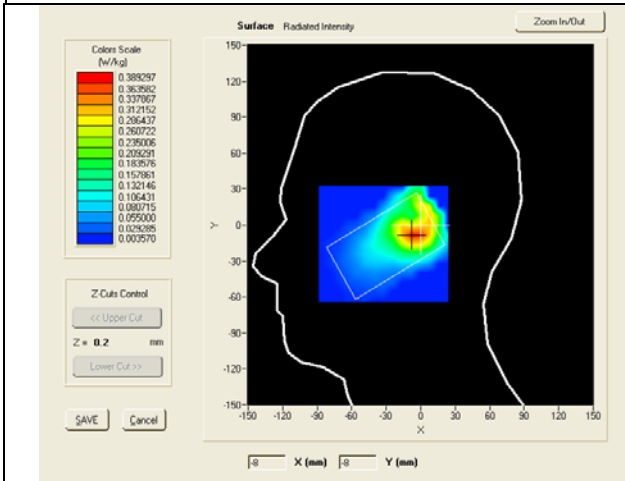 Surface Radiated Intensity
Zoom In/Out
Colors Scale
(W/kg)
0.389297
0.363582
0.337867
0.312152
0.286437
0.260722
0.235006
0.209291
0.183576
0.157861
0.132146
0.106431
0.080715
0.055000
0.029285
0.003570
Z-Cuts Control
<< Upper Cut
Z = 0.2 mm
Lower Cut >>
SAVE Cancel
150-
120-
90-
60-
30-
0-
-30-
-60-
-90-
-120-
-150-
Y
-150 -120 -90 -60 -30 0 30 60 90 120 150
X
-8 X (mm) -8 Y (mm)